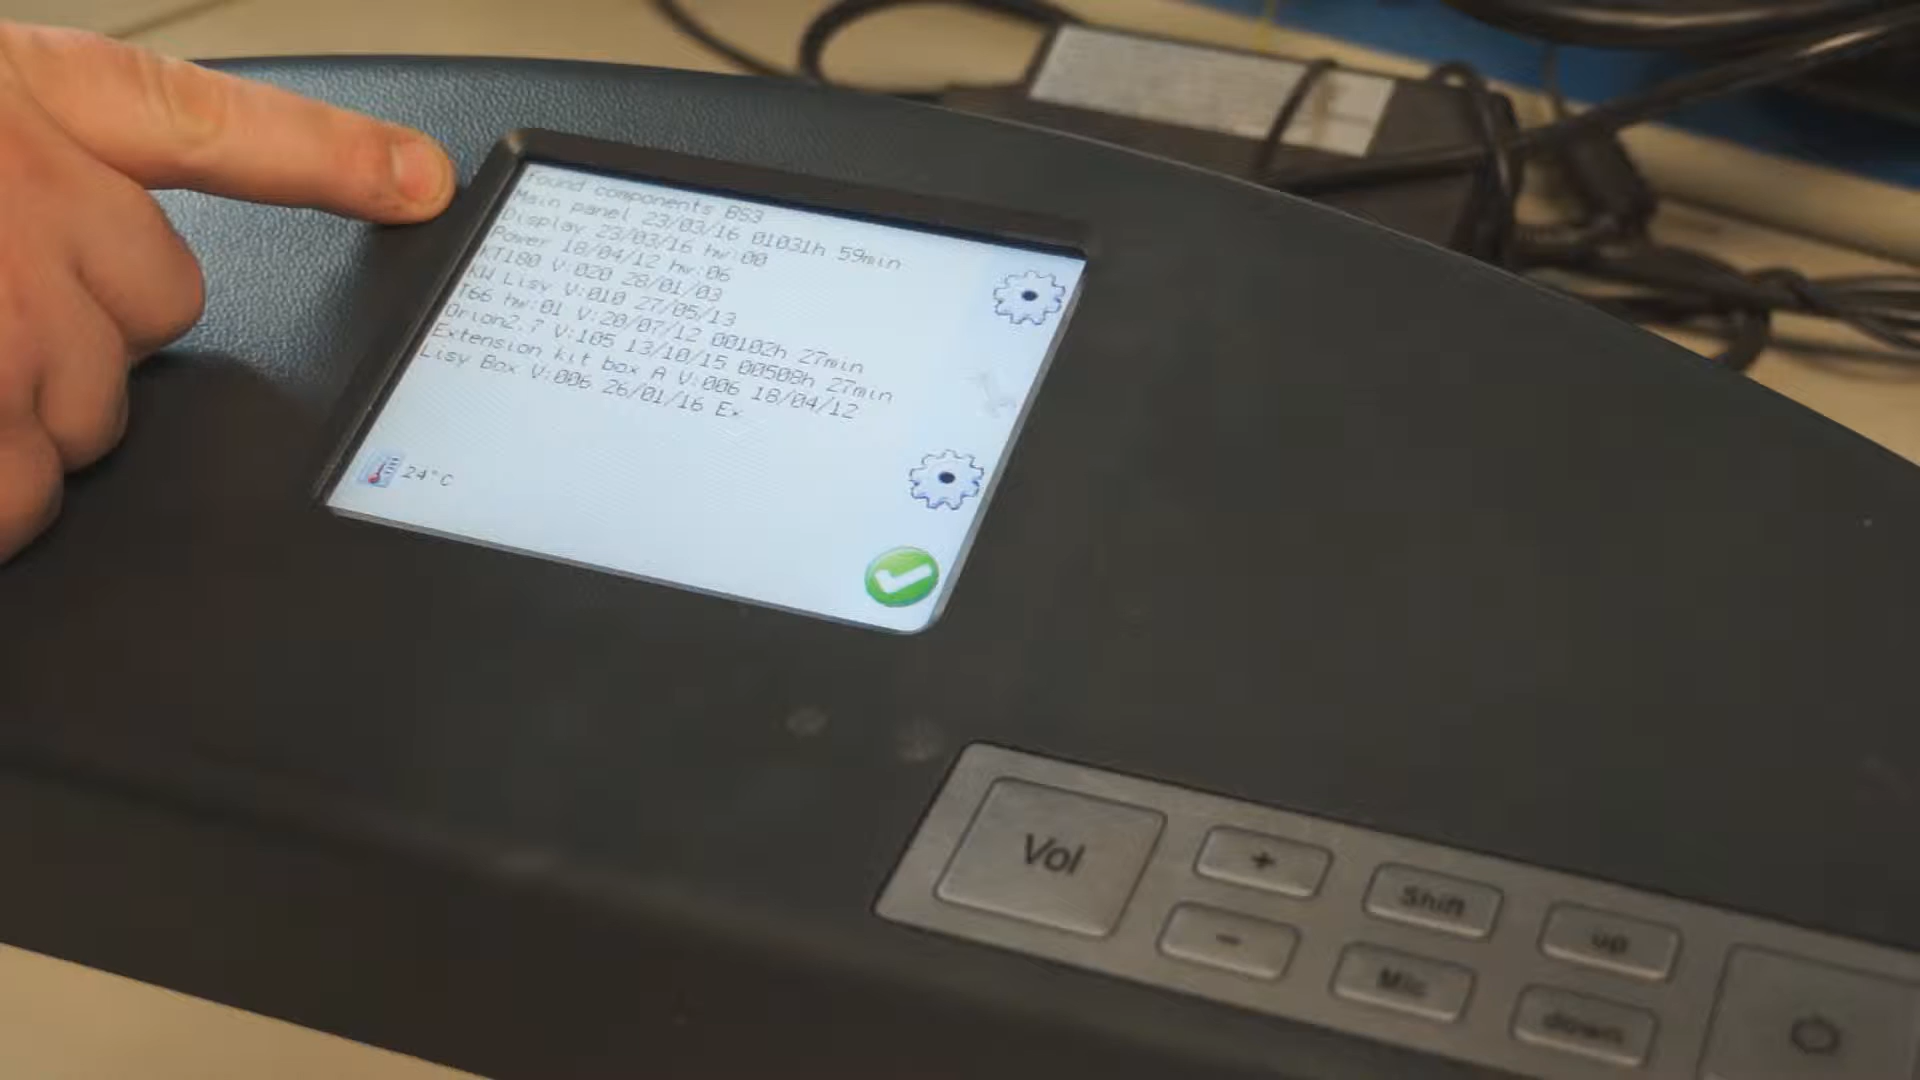 Found components BS3
Main panel 23/03/16 01031h 59min
Display 23/03/16 hw:00
Power 18/04/12 hw:06
KT180 V:020 28/01/03
KW Lisy V:010 27/05/13
T66 hw:01 V:20/07/12 00102h 27min
Orion2.7 V:105 13/10/15 00508h 27min
Extension kit box A V:006 18/04/12
Lisy Box V:006 26/01/16 Ex
24°C
Vol
+
Shift
up
-
Mic
down